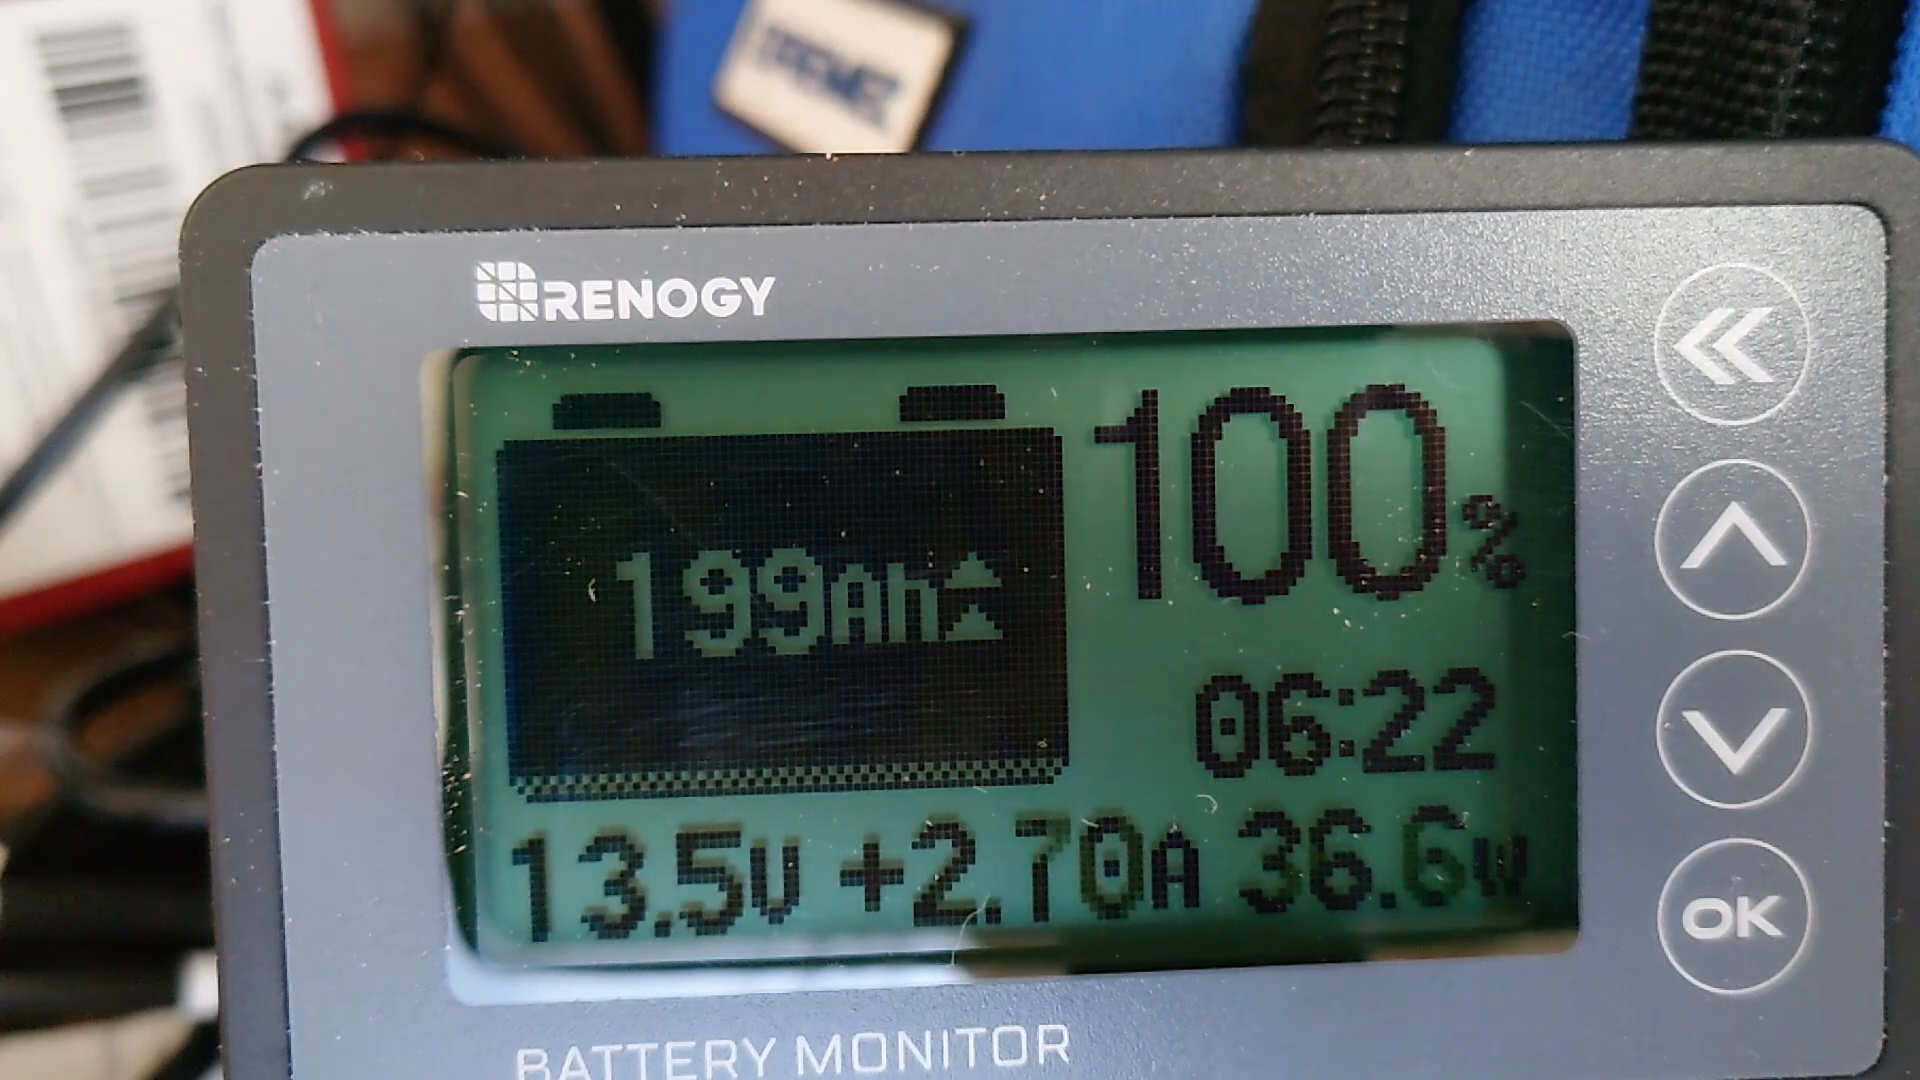 RENOGY
100%
199Ah
06:22
13.5V +2.70A 36.6W
OK
BATTERY MONITOR